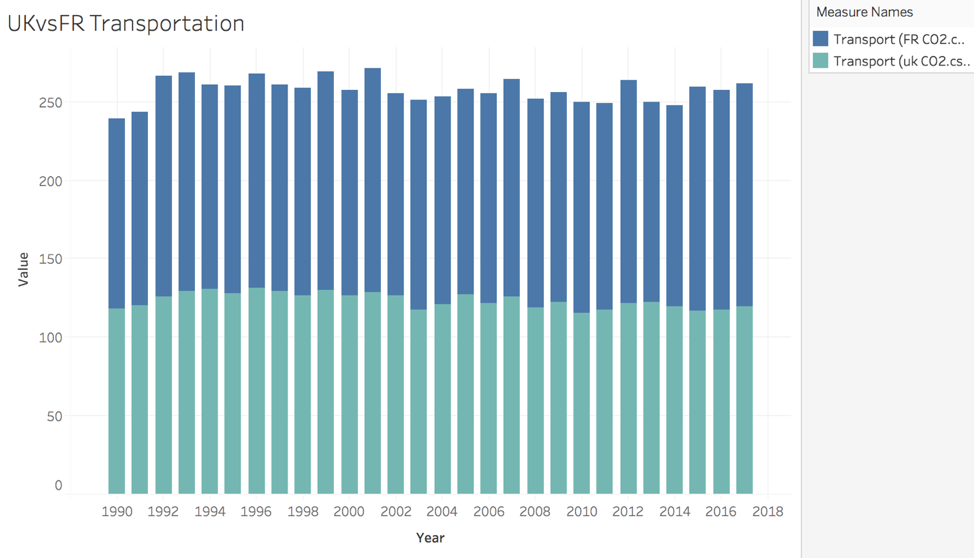 UKvsFR Transportation
Measure Names
Transport (FR CO2.c..
Transport (uk CO2.cs..
250
200
150
100
50
0
Value
1990 1992 1994 1996 1998 2000 2002 2004 2006 2008 2010 2012 2014 2016 2018
Year